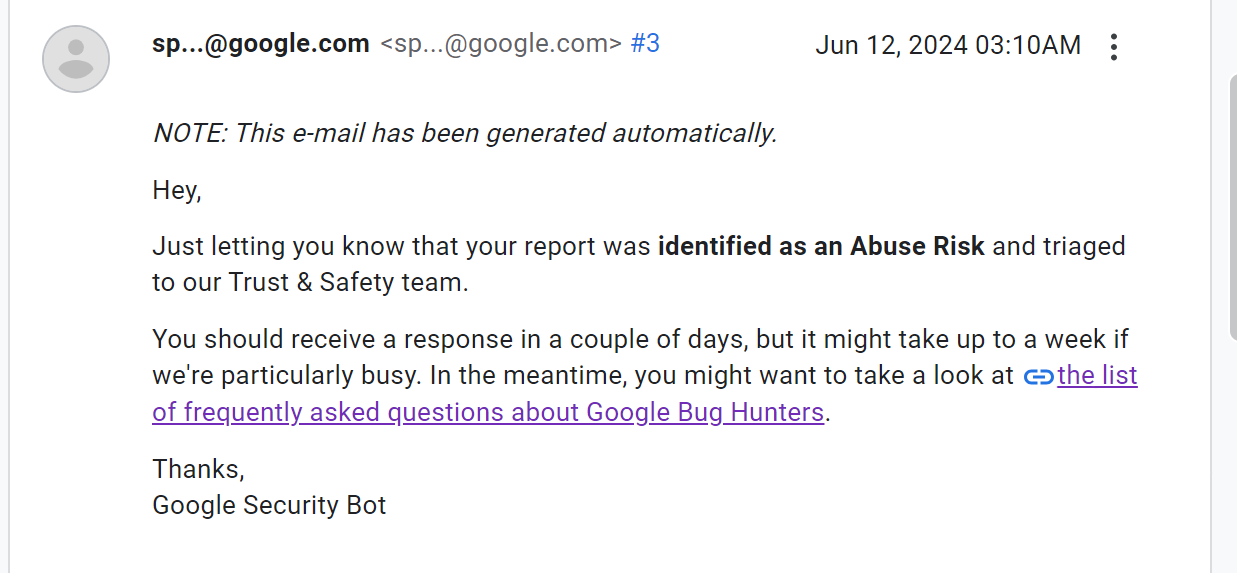 sp...@google.com <sp...@google.com> #3 Jun 12, 2024 03:10AM
NOTE: This e-mail has been generated automatically.
Hey,
Just letting you know that your report was identified as an Abuse Risk and triaged
to our Trust & Safety team.
You should receive a response in a couple of days, but it might take up to a week if
we're particularly busy. In the meantime, you might want to take a look at the list
of frequently asked questions about Google Bug Hunters.
Thanks,
Google Security Bot